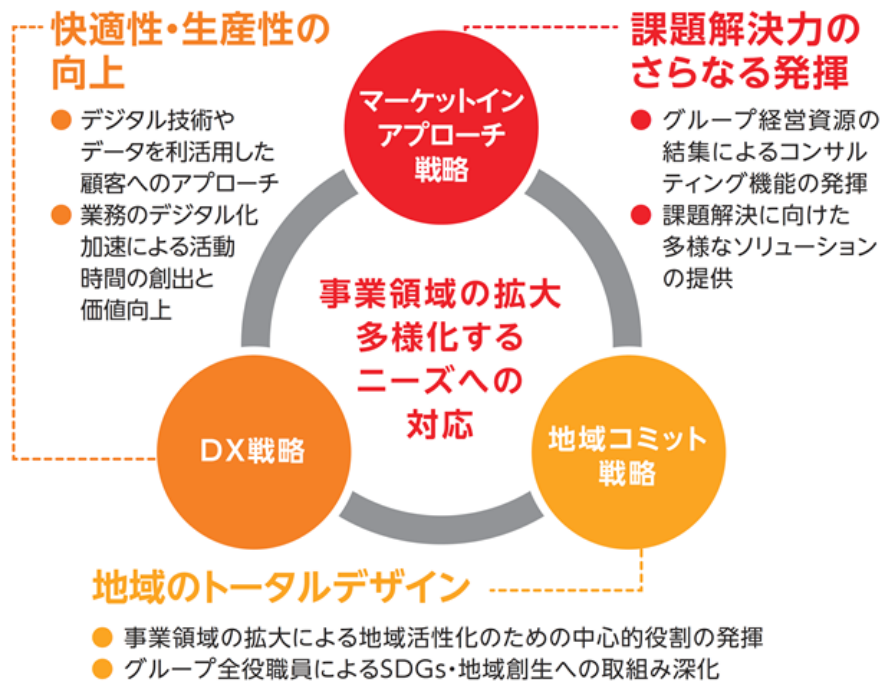 快適性・生産性の
向上
● デジタル技術や
データを利活用した
顧客へのアプローチ
● 業務のデジタル化
加速による活動
時間の創出と
価値向上
マーケットイン
アプローチ
戦略
課題解決力の
さらなる発揮
● グループ経営資源の
結集によるコンサル
ティング機能の発揮
● 課題解決に向けた
多様なソリューション
の提供
事業領域の拡大
多様化する
ニーズへの
対応
DX戦略
地域コミット
戦略
地域のトータルデザイン
● 事業領域の拡大による地域活性化のための中心的役割の発揮
● グループ全役職員によるSDGs・地域創生への取組み深化